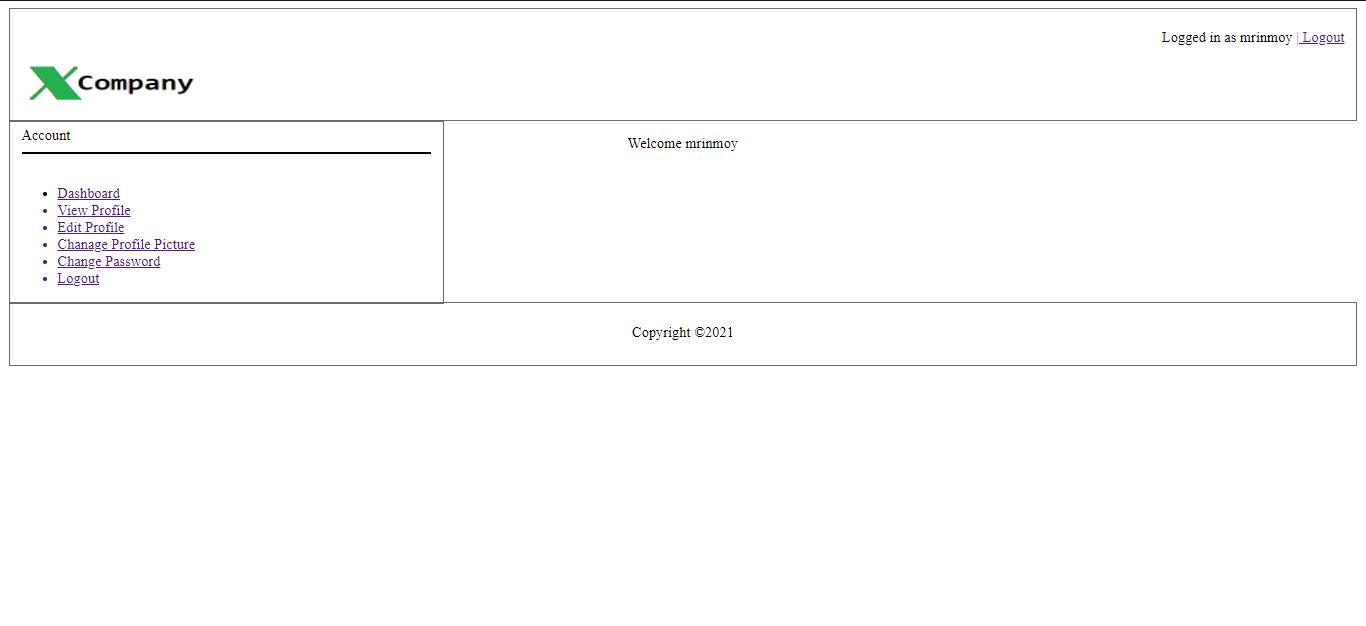 Logged in as mrinmoy | Logout
X Company
Account
Welcome mrinmoy
Dashboard
View Profile
Edit Profile
Chanage Profile Picture
Change Password
Logout
Copyright ©2021